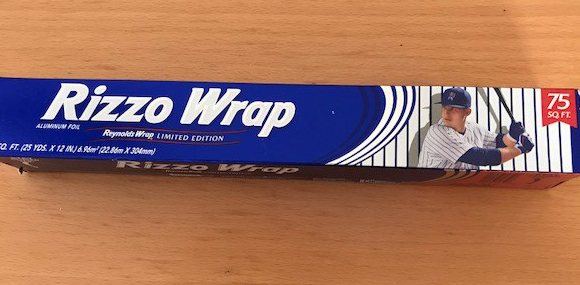 Rizzo Wrap
75
SQ. FT.
ALUMINUM FOIL
Reynolds Wrap LIMITED EDITION
Q. FT. (25 YDS. X 12 IN.) 6.96m² (22.86m X 304mm)
Rizzo Wrap